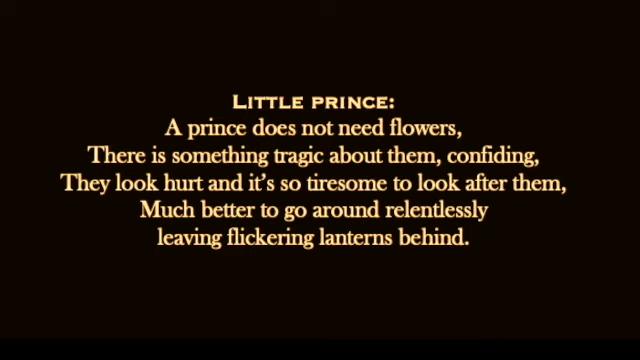 LITTLE PRINCE:
A prince does not need flowers,
There is something tragic about them, confiding,
They look hurt and it's so tiresome to look after them,
Much better to go around relentlessly
leaving flickering lanterns behind.